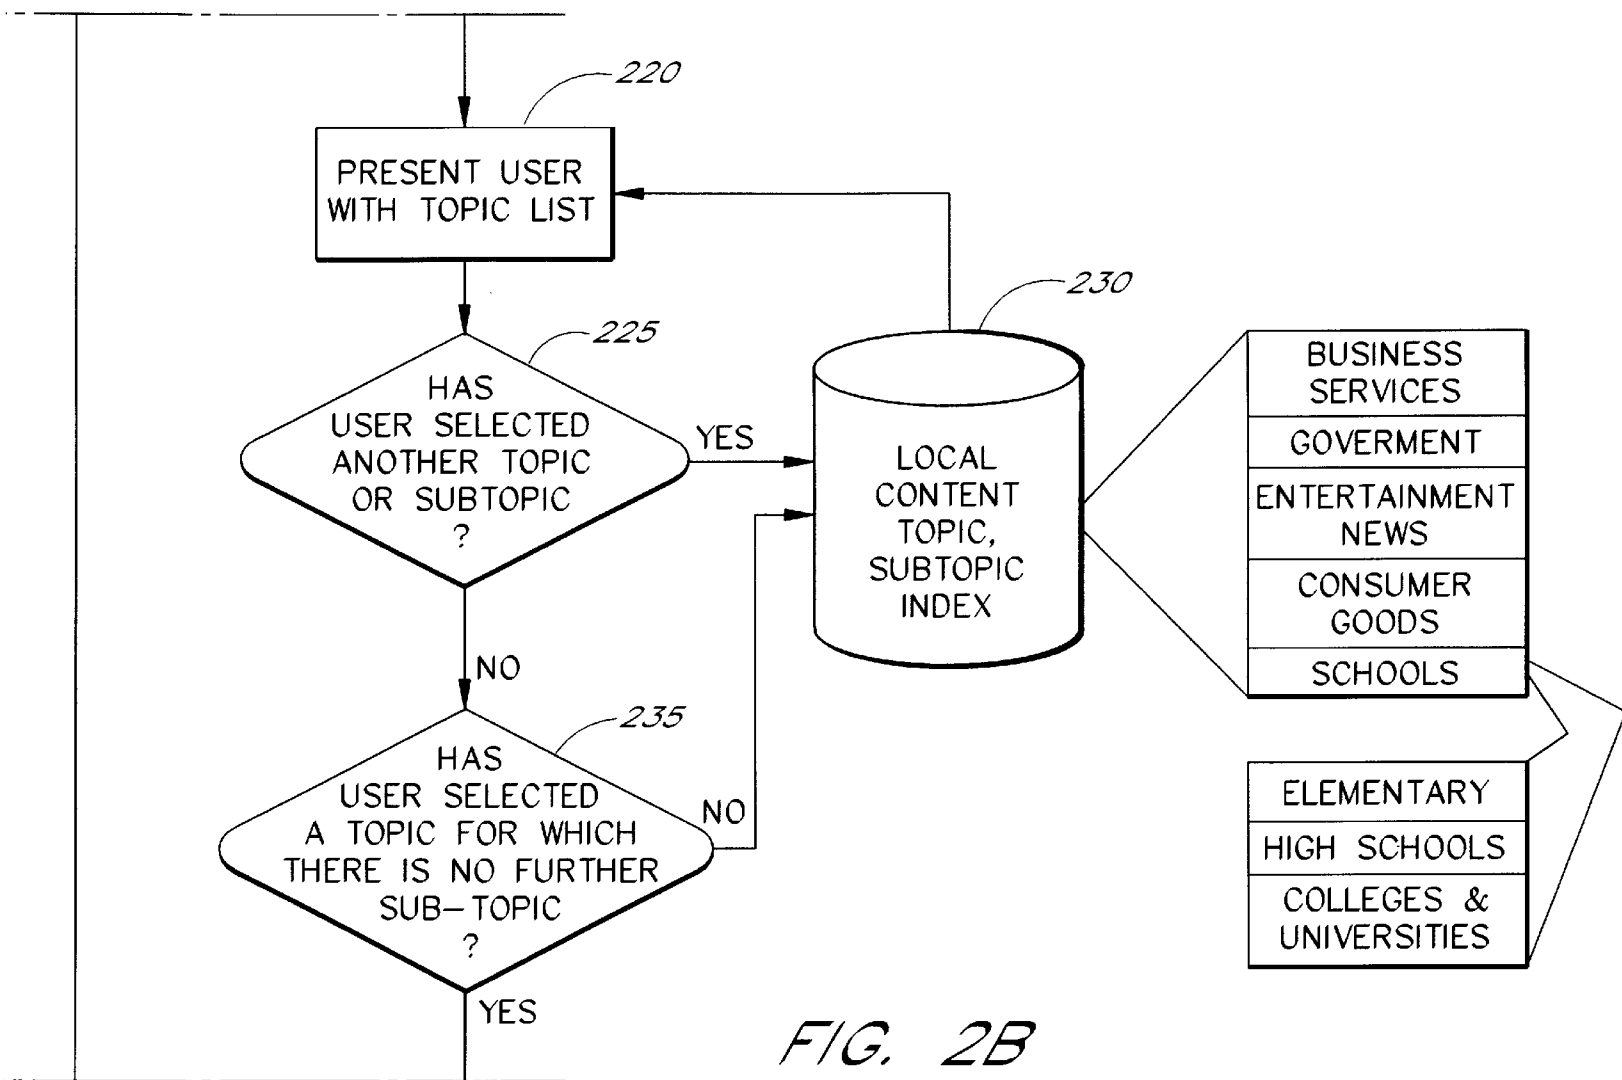 220
PRESENT USER
WITH TOPIC LIST
230
225
HAS
USER SELECTED
ANOTHER TOPIC
OR SUBTOPIC
?
YES
LOCAL
CONTENT
TOPIC,
SUBTOPIC
INDEX
BUSINESS
SERVICES
GOVERMENT
ENTERTAINMENT
NEWS
CONSUMER
GOODS
SCHOOLS
NO
235
HAS
USER SELECTED
A TOPIC FOR WHICH
THERE IS NO FURTHER
SUB-TOPIC
?
NO
ELEMENTARY
HIGH SCHOOLS
COLLEGES &
UNIVERSITIES
YES
FIG. 2B